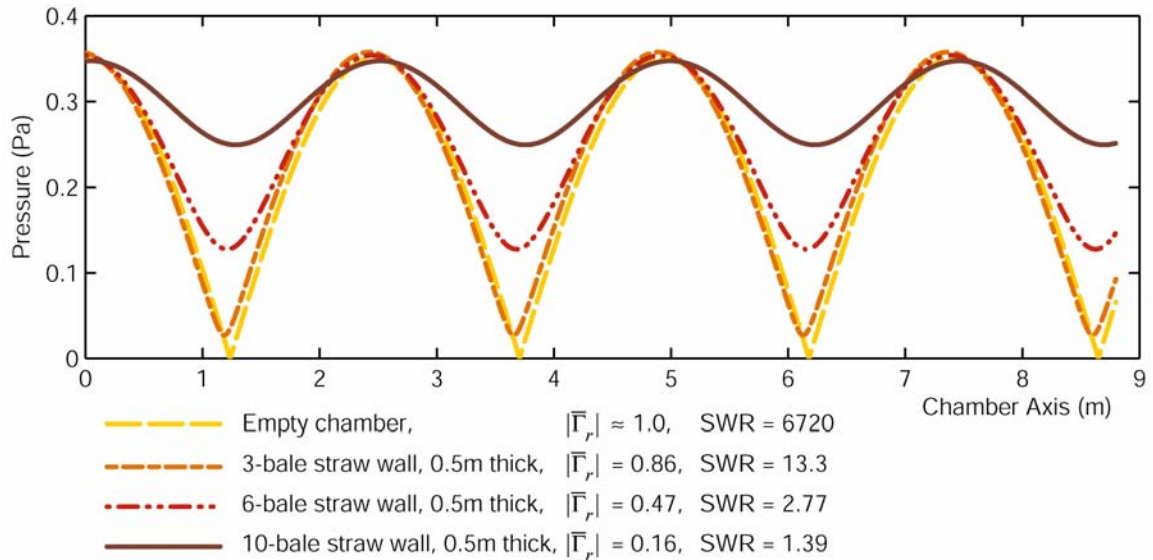 0.4
0.3
0.2
0.1
0
Pressure (Pa)
0 1 2 3 4 5 6 7 8 9
Chamber Axis (m)
Empty chamber, |Γ̅r| ≈ 1.0, SWR = 6720
3-bale straw wall, 0.5m thick, |Γ̅r| = 0.86, SWR = 13.3
6-bale straw wall, 0.5m thick, |Γ̅r| = 0.47, SWR = 2.77
10-bale straw wall, 0.5m thick, |Γ̅r| = 0.16, SWR = 1.39